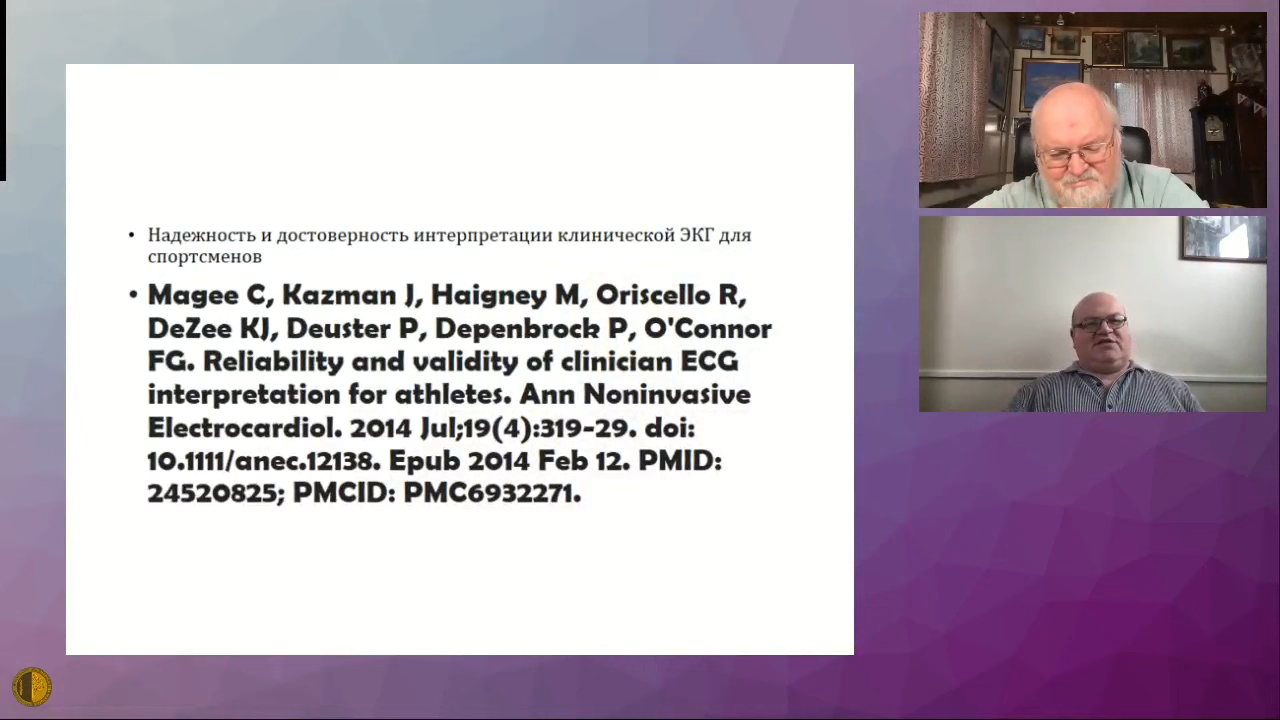 • Надежность и достоверность интерпретации клинической ЭКГ для
спортсменов
• Magee C, Kazman J, Haigney M, Oriscello R,
DeZee KJ, Deuster P, Depenbrock P, O'Connor
FG. Reliability and validity of clinician ECG
interpretation for athletes. Ann Noninvasive
Electrocardiol. 2014 Jul;19(4):319-29. doi:
10.1111/anec.12138. Epub 2014 Feb 12. PMID:
24520825; PMCID: PMC6932271.